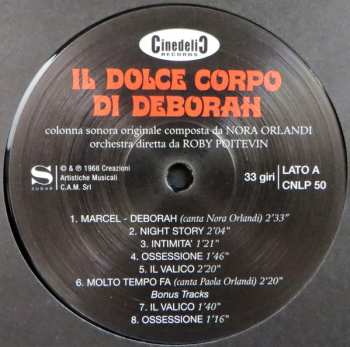 CinedeliC
RECORDS
IL DOLCE CORPO
DI DEBORAH
colonna sonora originale composta da NORA ORLANDI
orchestra diretta da ROBY POITEVIN
S
SUGAR
© & ℗ 1968 Creazioni
Artistiche Musicali
C.A.M. Srl
33 giri
LATO A
CNLP 50
1. MARCEL - DEBORAH (canta Nora Orlandi) 2'33"
2. NIGHT STORY 2'04"
3. INTIMITA' 1'21"
4. OSSESSIONE 1'46"
5. IL VALICO 2'20"
6. MOLTO TEMPO FA (canta Paola Orlandi) 2'20"
Bonus Tracks
7. IL VALICO 1'40"
8. OSSESSIONE 1'16"